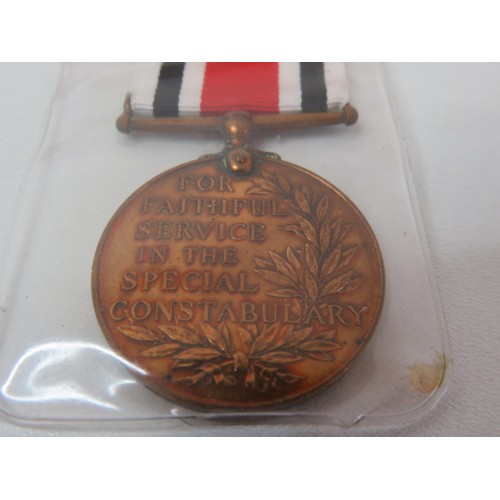 FOR
FAITHFUL
SERVICE
IN THE
SPECIAL
CONSTABULARY